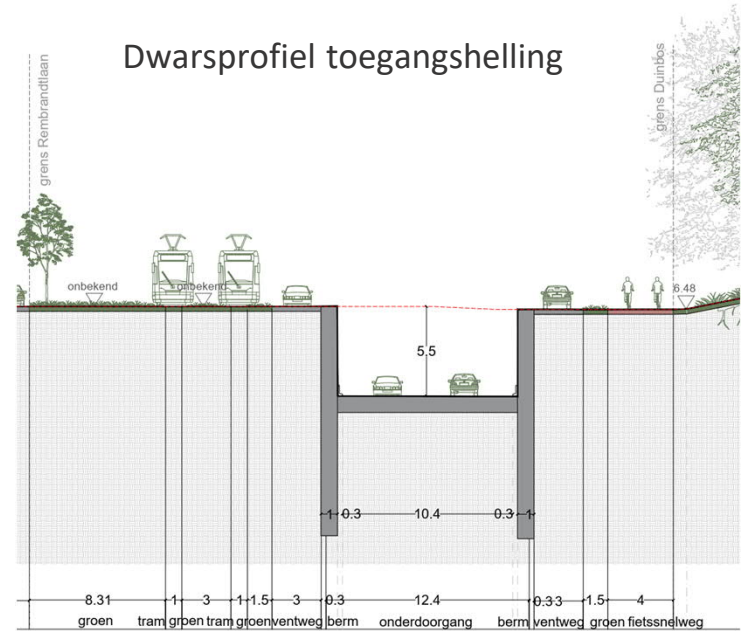 Dwarsprofiel toegangshelling
grens Rembrandtlaan
grens Duinbos
onbekend
onbekend
6.48
5.5
1 0.3 10.4 0.3 1
8.31 1 3 1 1.5 3 0.3 12.4 0.3 3 1.5 4
groen tram groen tram groen ventweg berm onderdoorgang berm ventweg groen fietssnelweg